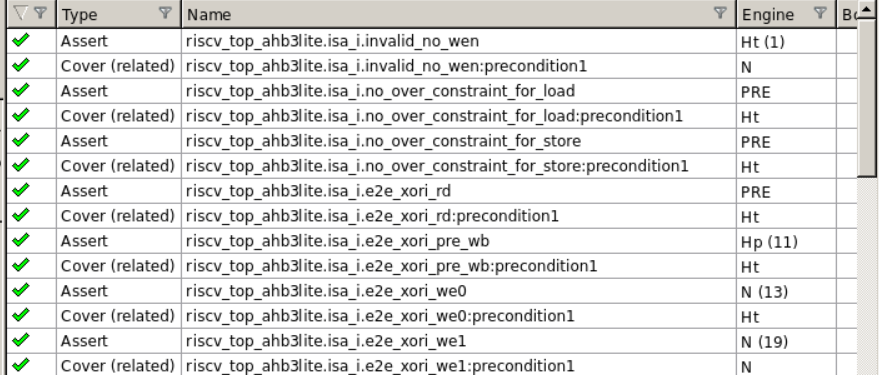 Type Name Engine Bo
Assert riscv_top_ahb3lite.isa_i.invalid_no_wen Ht (1)
Cover (related) riscv_top_ahb3lite.isa_i.invalid_no_wen:precondition1 N
Assert riscv_top_ahb3lite.isa_i.no_over_constraint_for_load PRE
Cover (related) riscv_top_ahb3lite.isa_i.no_over_constraint_for_load:precondition1 Ht
Assert riscv_top_ahb3lite.isa_i.no_over_constraint_for_store PRE
Cover (related) riscv_top_ahb3lite.isa_i.no_over_constraint_for_store:precondition1 Ht
Assert riscv_top_ahb3lite.isa_i.e2e_xori_rd PRE
Cover (related) riscv_top_ahb3lite.isa_i.e2e_xori_rd:precondition1 Ht
Assert riscv_top_ahb3lite.isa_i.e2e_xori_pre_wb Hp (11)
Cover (related) riscv_top_ahb3lite.isa_i.e2e_xori_pre_wb:precondition1 Ht
Assert riscv_top_ahb3lite.isa_i.e2e_xori_we0 N (13)
Cover (related) riscv_top_ahb3lite.isa_i.e2e_xori_we0:precondition1 Ht
Assert riscv_top_ahb3lite.isa_i.e2e_xori_we1 N (19)
Cover (related) riscv_top_ahb3lite.isa_i.e2e_xori_we1:precondition1 N